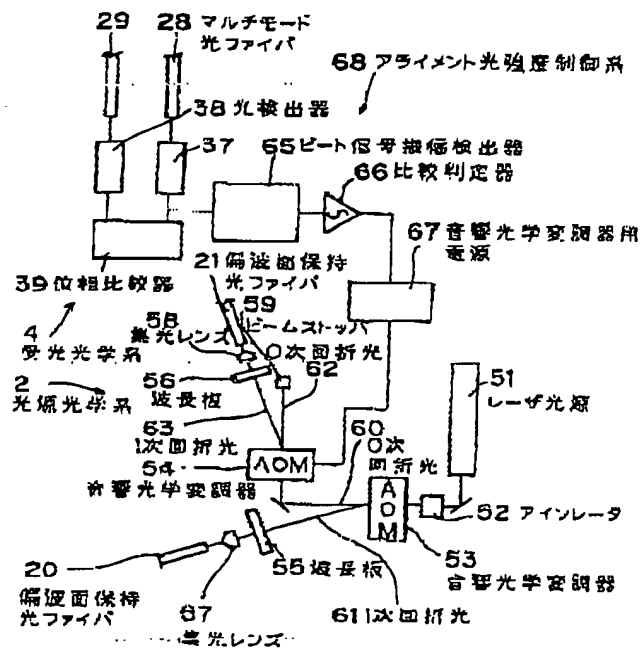 29
28 マルチモード
光ファイバ
68 アライメント光強度制御系
38 光検出器
37
65 ビート信号振幅検出器
66 比較判定器
67 音響光学変調器用
電源
39 位相比較器
21 偏波面保持
光ファイバ
59
ビームストッパ
58
集光レンズ
0次回折光
62
4
受光光学系
56
波長板
2
光源光学系
63
1次回折光
54
AOM
音響光学変調器
51
レーザ光源
60
0次
回折光
AOM
52 アイソレータ
53
音響光学変調器
20
偏波面保持
光ファイバ
67
集光レンズ
55 波長板
61 1次回折光